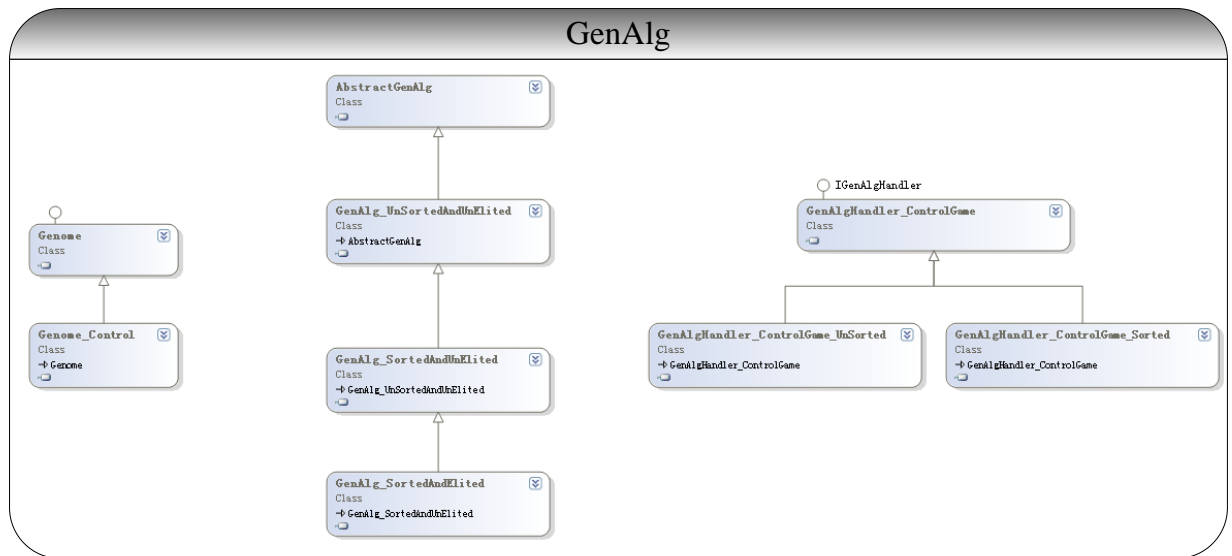 GenAlg
AbstractGenAlg
Class
GenAlg_UnSortedAndUnElited
Class
AbstractGenAlg
IGenAlgHandler
GenAlgHandler_ControlGame
Class
Genome
Class
Genome_Control
Class
Genome
GenAlgHandler_ControlGame_UnSorted
Class
GenAlgHandler_ControlGame
GenAlgHandler_ControlGame_Sorted
Class
GenAlgHandler_ControlGame
GenAlg_SortedAndUnElited
Class
GenAlg_UnSortedAndUnElited
GenAlg_SortedAndElited
Class
GenAlg_SortedAndUnElited